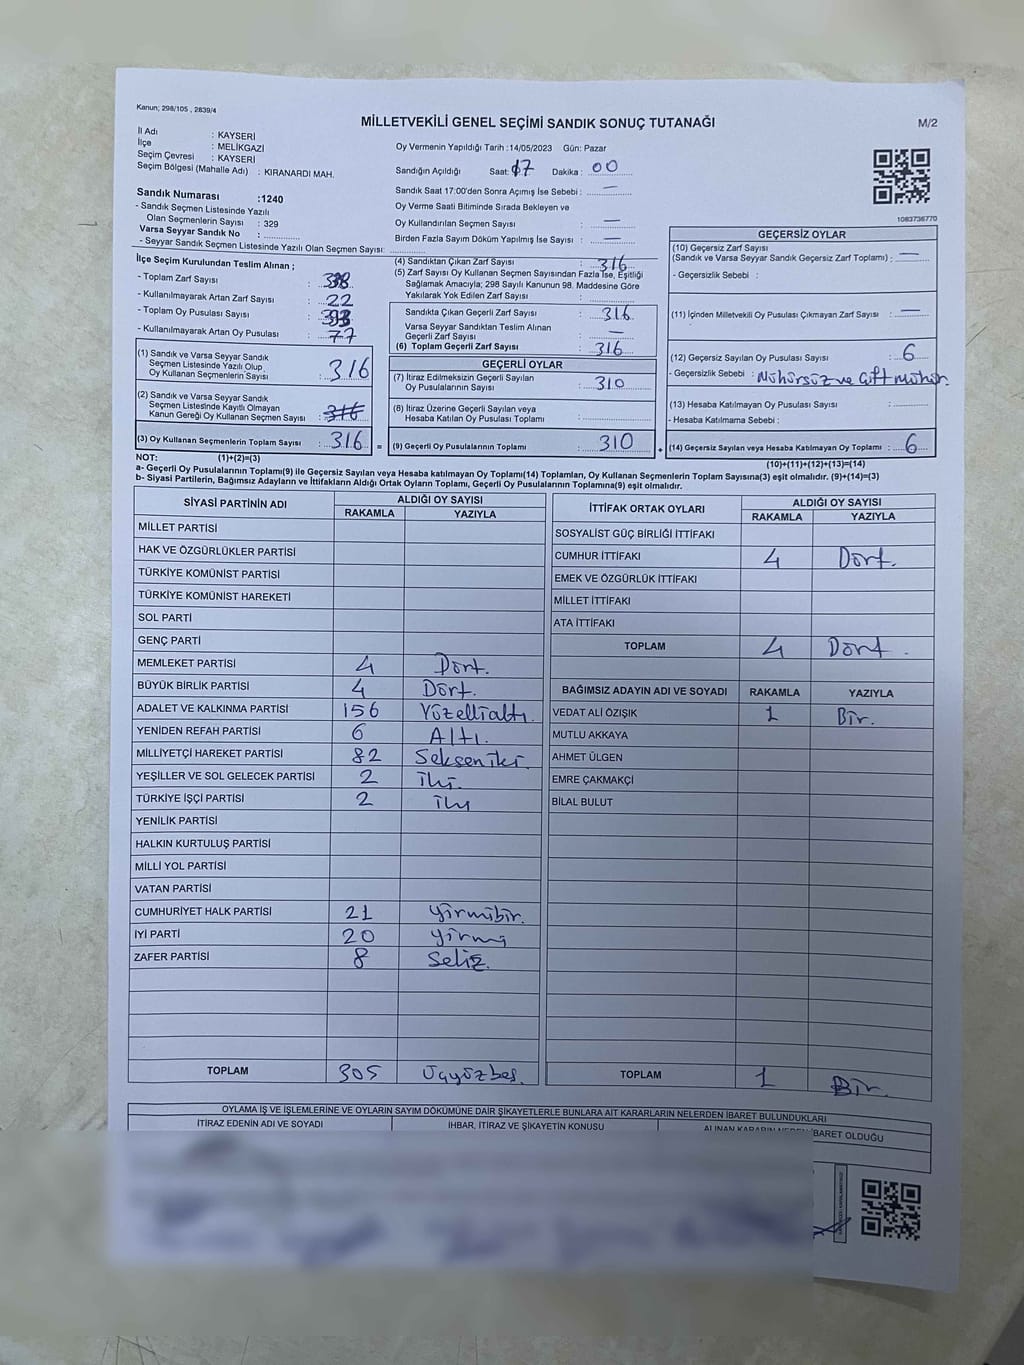 Kanun; 298/105 , 2839/4
MİLLETVEKİLİ GENEL SEÇİMİ SANDIK SONUÇ TUTANAĞI
M/2
İl Adı : KAYSERİ
İlçe : MELİKGAZİ
Seçim Çevresi : KAYSERİ
Seçim Bölgesi (Mahalle Adı) : KIRANARDI MAH.
Sandık Numarası :1240
- Sandık Seçmen Listesinde Yazılı
Olan Seçmenlerin Sayısı : 329
Varsa Seyyar Sandık No :
- Seyyar Sandık Seçmen Listesinde Yazılı Olan Seçmen Sayısı:
Oy Vermenin Yapıldığı Tarih :14/05/2023 Gün: Pazar
Sandığın Açıldığı Saat: 17 Dakika : 00
Sandık Saat 17:00'den Sonra Açımış İse Sebebi : —
Oy Verme Saati Bitiminde Sırada Bekleyen ve
Oy Kullandırılan Seçmen Sayısı : —
Birden Fazla Sayım Döküm Yapılmış İse Sayısı : —
1083736770
İlçe Seçim Kurulundan Teslim Alınan ;
- Toplam Zarf Sayısı :
- Kullanılmayarak Artan Zarf Sayısı : 22
- Toplam Oy Pusulası Sayısı :
- Kullanılmayarak Artan Oy Pusulası : 77
(1) Sandık ve Varsa Seyyar Sandık
Seçmen Listesinde Yazılı Olup
Oy Kullanan Seçmenlerin Sayısı : 316
(2) Sandık ve Varsa Seyyar Sandık
Seçmen Listesinde Kayıtlı Olmayan
Kanun Gereği Oy Kullanan Seçmen Sayısı : 316
(3) Oy Kullanan Seçmenlerin Toplam Sayısı : 316 =
(4) Sandıktan Çıkan Zarf Sayısı : 316
(5) Zarf Sayısı Oy Kullanan Seçmen Sayısından Fazla İse, Eşitliği
Sağlamak Amacıyla; 298 Sayılı Kanunun 98. Maddesine Göre
Yakılarak Yok Edilen Zarf Sayısı :
Sandıkta Çıkan Geçerli Zarf Sayısı : 316
Varsa Seyyar Sandıktan Teslim Alınan
Geçerli Zarf Sayısı : —
(6) Toplam Geçerli Zarf Sayısı : 316
GEÇERLİ OYLAR
(7) İtiraz Edilmeksizin Geçerli Sayılan
Oy Pusulalarının Sayısı : 310
(8) İtiraz Üzerine Geçerli Sayılan veya
Hesaba Katılan Oy Pusulası Toplamı :
(9) Geçerli Oy Pusulalarının Toplamı : 310 +
GEÇERSİZ OYLAR
(10) Geçersiz Zarf Sayısı
(Sandık ve Varsa Seyyar Sandık Geçersiz Zarf Toplamı) : —
- Geçersizlik Sebebi :
(11) İçinden Milletvekili Oy Pusulası Çıkmayan Zarf Sayısı : —
(12) Geçersiz Sayılan Oy Pusulası Sayısı : 6
- Geçersizlik Sebebi : Mühürsüz ve çift mühür.
(13) Hesaba Katılmayan Oy Pusulası Sayısı :
- Hesaba Katılmama Sebebi :
(14) Geçersiz Sayılan veya Hesaba Katılmayan Oy Toplamı : 6
NOT: (1)+(2)=(3)
(10)+(11)+(12)+(13)=(14)
a- Geçerli Oy Pusulalarının Toplamı(9) ile Geçersiz Sayılan veya Hesaba katılmayan Oy Toplamı(14) Toplamları, Oy Kullanan Seçmenlerin Toplam Sayısına(3) eşit olmalıdır. (9)+(14)=(3)
b- Siyasi Partilerin, Bağımsız Adayların ve İttifakların Aldığı Ortak Oyların Toplamı, Geçerli Oy Pusulalarının Toplamına(9) eşit olmalıdır.
SİYASİ PARTİNİN ADI ALDIĞI OY SAYISI
RAKAMLA YAZIYLA
MİLLET PARTİSİ
HAK VE ÖZGÜRLÜKLER PARTİSİ
TÜRKİYE KOMÜNİST PARTİSİ
TÜRKİYE KOMÜNİST HAREKETİ
SOL PARTİ
GENÇ PARTİ
MEMLEKET PARTİSİ 4 Dört.
BÜYÜK BİRLİK PARTİSİ 4 Dört.
ADALET VE KALKINMA PARTİSİ 156 Yüzellialtı.
YENİDEN REFAH PARTİSİ 6 Altı.
MİLLİYETÇİ HAREKET PARTİSİ 82 Sekseniki.
YEŞİLLER VE SOL GELECEK PARTİSİ 2 iki.
TÜRKİYE İŞÇİ PARTİSİ 2 iki
YENİLİK PARTİSİ
HALKIN KURTULUŞ PARTİSİ
MİLLİ YOL PARTİSİ
VATAN PARTİSİ
CUMHURİYET HALK PARTİSİ 21 yirmibir.
İYİ PARTİ 20 yirmi
ZAFER PARTİSİ 8 Sekiz.
TOPLAM 305 Üçyüzbeş.
İTTİFAK ORTAK OYLARI ALDIĞI OY SAYISI
RAKAMLA YAZIYLA
SOSYALİST GÜÇ BİRLİĞİ İTTİFAKI
CUMHUR İTTİFAKI 4 Dört.
EMEK VE ÖZGÜRLÜK İTTİFAKI
MİLLET İTTİFAKI
ATA İTTİFAKI
TOPLAM 4 Dört.
BAĞIMSIZ ADAYIN ADI VE SOYADI RAKAMLA YAZIYLA
VEDAT ALİ ÖZIŞIK 1 Bir.
MUTLU AKKAYA
AHMET ÜLGEN
EMRE ÇAKMAKÇİ
BİLAL BULUT
TOPLAM 1 Bir.
OYLAMA İŞ VE İŞLEMLERİNE VE OYLARIN SAYIM DÖKÜMÜNE DAİR ŞİKAYETLERLE BUNLARA AİT KARARLARIN NELERDEN İBARET BULUNDUKLARI
İTİRAZ EDENİN ADI VE SOYADI İHBAR, İTİRAZ VE ŞİKAYETİN KONUSU ALINAN KARARIN NEDEN İBARET OLDUĞU